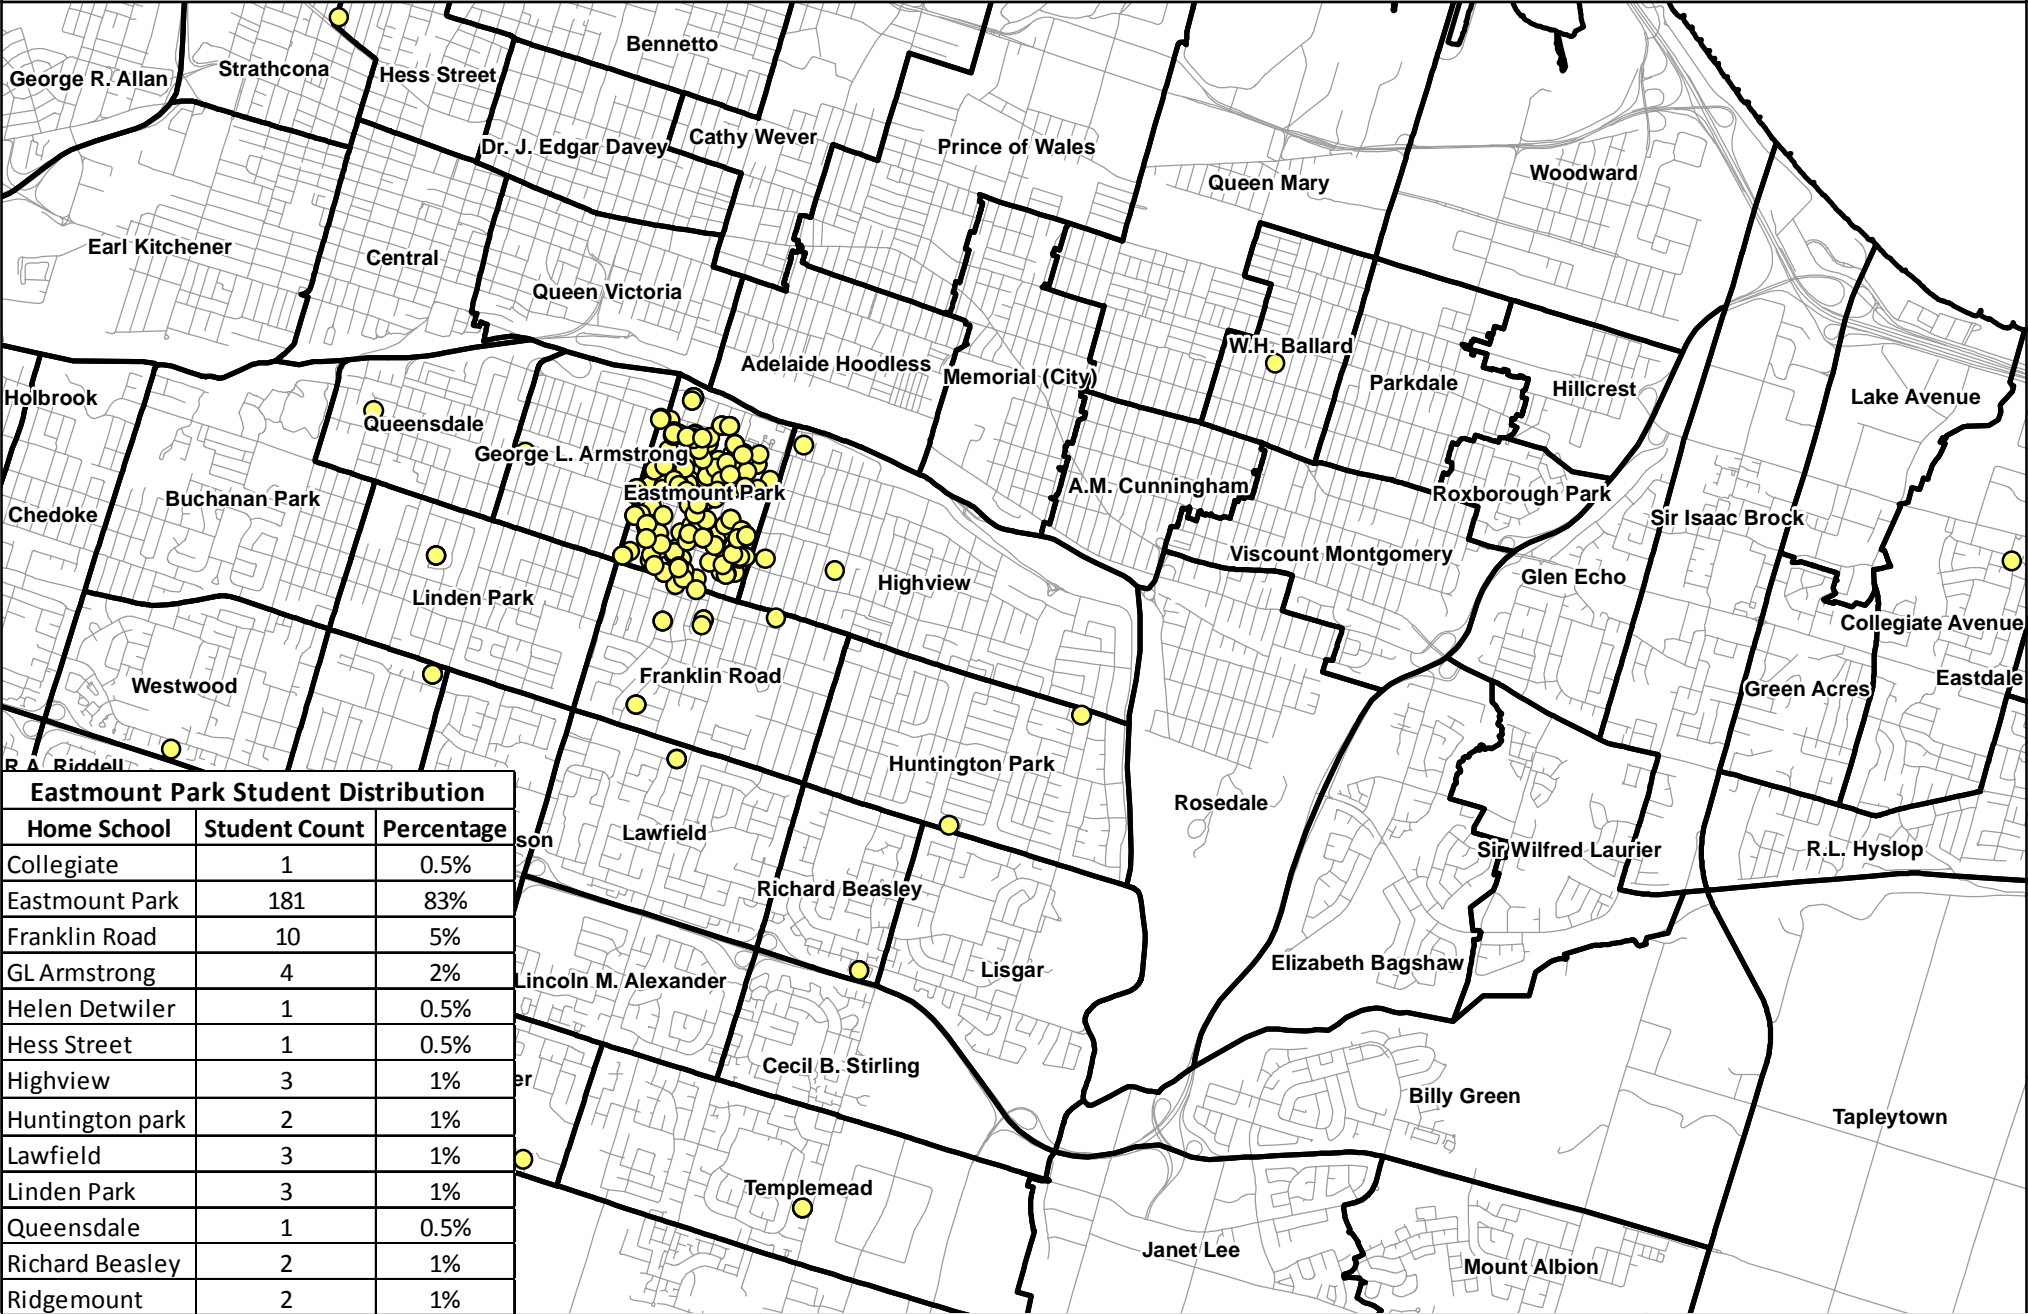 Bennetto
George R. Allan
Strathcona
Hess Street
Dr. J. Edgar Davey
Cathy Wever
Prince of Wales
Queen Mary
Woodward
Earl Kitchener
Central
Queen Victoria
Adelaide Hoodless
Memorial (City)
W.H. Ballard
Parkdale
Hillcrest
Lake Avenue
Holbrook
Queensdale
George L. Armstrong
Eastmount Park
A.M. Cunningham
Roxborough Park
Sir Isaac Brock
Buchanan Park
Chedoke
Viscount Montgomery
Glen Echo
Highview
Linden Park
Collegiate Avenue
Westwood
Franklin Road
Green Acres
Eastdale
R.A. Riddell
Huntington Park
Rosedale
Lawfield
Sir Wilfred Laurier
R.L. Hyslop
son
Richard Beasley
Elizabeth Bagshaw
Lisgar
Lincoln M. Alexander
Cecil B. Stirling
er
Billy Green
Tapleytown
Templemead
Janet Lee
Mount Albion
Eastmount Park Student Distribution
Home School Student Count Percentage
Collegiate 1 0.5%
Eastmount Park 181 83%
Franklin Road 10 5%
GL Armstrong 4 2%
Helen Detwiler 1 0.5%
Hess Street 1 0.5%
Highview 3 1%
Huntington park 2 1%
Lawfield 3 1%
Linden Park 3 1%
Queensdale 1 0.5%
Richard Beasley 2 1%
Ridgemount 2 1%